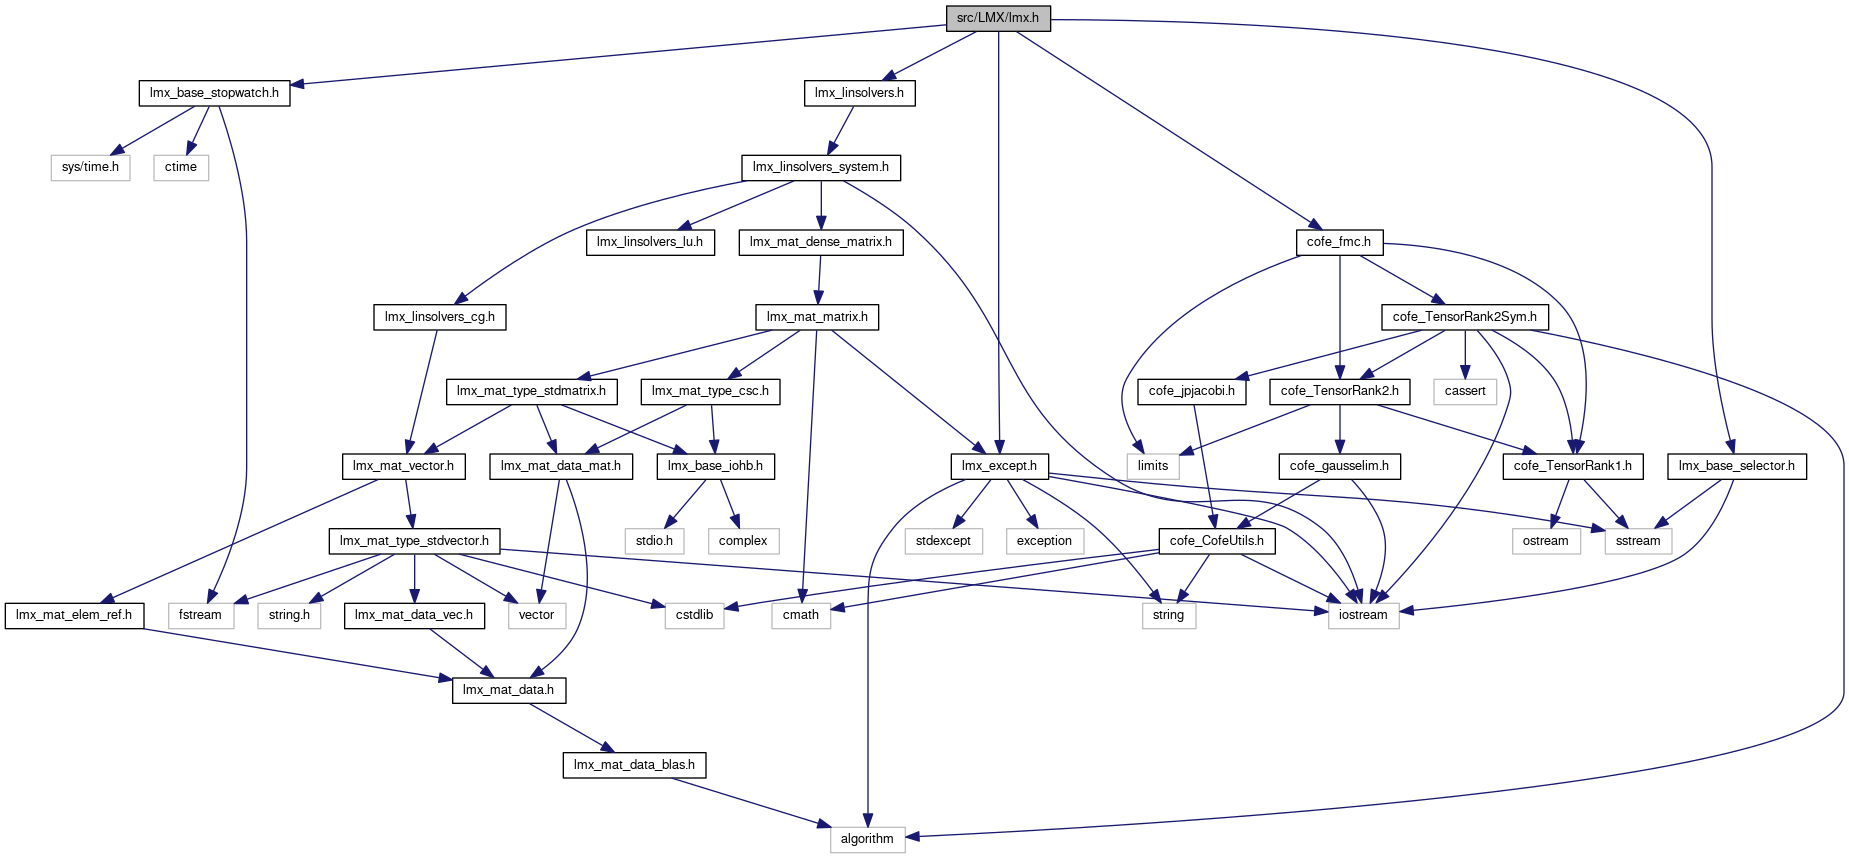 src/LMX/lmx.h
lmx_base_stopwatch.h
lmx_linsolvers.h
sys/time.h
ctime
lmx_linsolvers_system.h
lmx_linsolvers_lu.h
lmx_mat_dense_matrix.h
cofe_fmc.h
lmx_linsolvers_cg.h
lmx_mat_matrix.h
cofe_TensorRank2Sym.h
lmx_mat_type_stdmatrix.h
lmx_mat_type_csc.h
cofe_jpjacobi.h
cofe_TensorRank2.h
cassert
lmx_mat_vector.h
lmx_mat_data_mat.h
lmx_base_iohb.h
lmx_except.h
limits
cofe_gausselim.h
cofe_TensorRank1.h
lmx_base_selector.h
lmx_mat_type_stdvector.h
stdio.h
complex
stdexcept
exception
cofe_CofeUtils.h
ostream
sstream
lmx_mat_elem_ref.h
fstream
string.h
lmx_mat_data_vec.h
vector
cstdlib
cmath
string
iostream
lmx_mat_data.h
lmx_mat_data_blas.h
algorithm